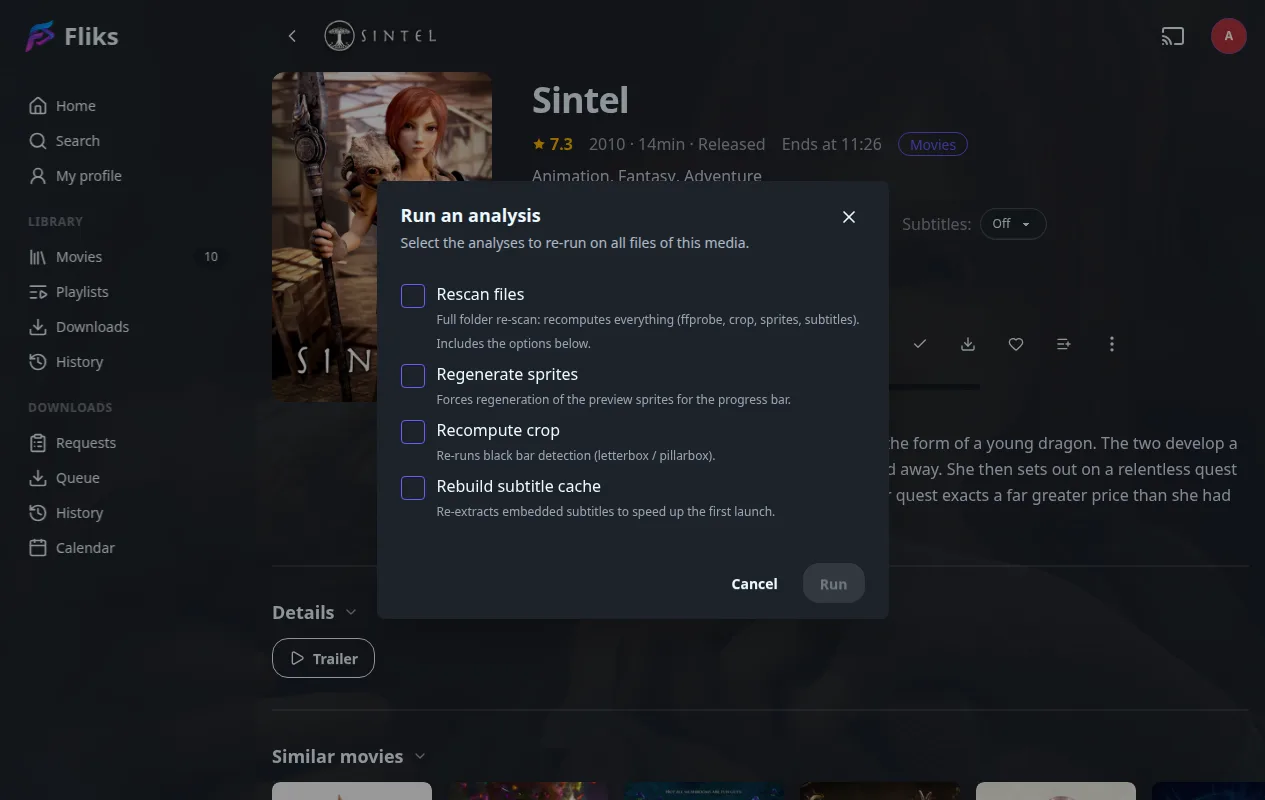 Fliks
SINTEL
A
Home
Search
My profile
LIBRARY
Movies
10
Playlists
Downloads
History
DOWNLOADS
Requests
Queue
History
Calendar
Sintel
7.3
2010 · 14min · Released
Ends at 11:26
Movies
Animation, Fantasy, Adventure
Subtitles:
Off
SIN
Run an analysis
Select the analyses to re-run on all files of this media.
Rescan files
Full folder re-scan: recomputes everything (ffprobe, crop, sprites, subtitles).
Includes the options below.
Regenerate sprites
Forces regeneration of the preview sprites for the progress bar.
Recompute crop
Re-runs black bar detection (letterbox / pillarbox).
Rebuild subtitle cache
Re-extracts embedded subtitles to speed up the first launch.
Cancel
Run
the form of a young dragon. The two develop a
d away. She then sets out on a relentless quest
quest exacts a far greater price than she had
Details
Trailer
Similar movies